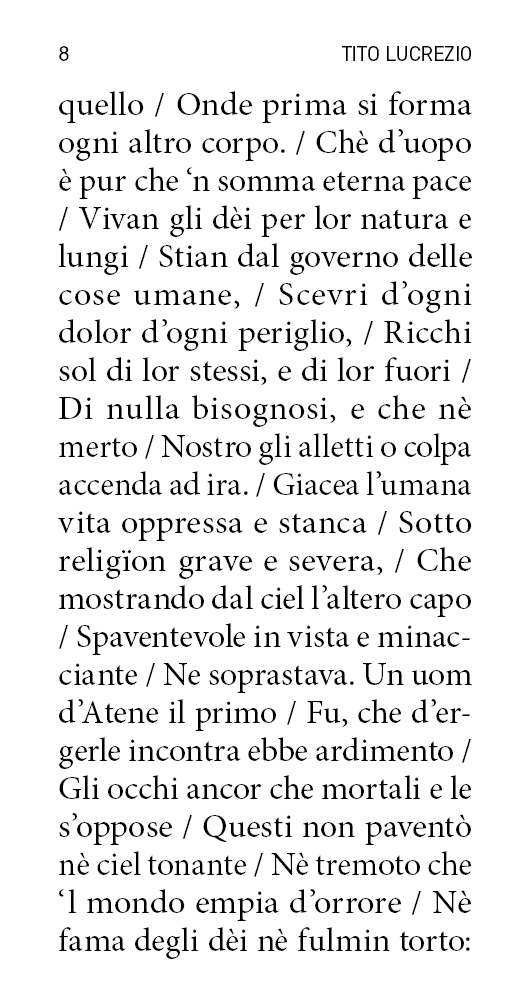 8 TITO LUCREZIO
quello / Onde prima si forma
ogni altro corpo. / Chè d’uopo
è pur che ‘n somma eterna pace
/ Vivan gli dèi per lor natura e
lungi / Stian dal governo delle
cose umane, / Scevri d’ogni
dolor d’ogni periglio, / Ricchi
sol di lor stessi, e di lor fuori /
Di nulla bisognosi, e che nè
merto / Nostro gli alletti o colpa
accenda ad ira. / Giacea l’umana
vita oppressa e stanca / Sotto
religïon grave e severa, / Che
mostrando dal ciel l’altero capo
/ Spaventevole in vista e minac-
ciante / Ne soprastava. Un uom
d’Atene il primo / Fu, che d’er-
gerle incontra ebbe ardimento /
Gli occhi ancor che mortali e le
s’oppose / Questi non paventò
nè ciel tonante / Nè tremoto che
‘l mondo empia d’orrore / Nè
fama degli dèi nè fulmin torto: